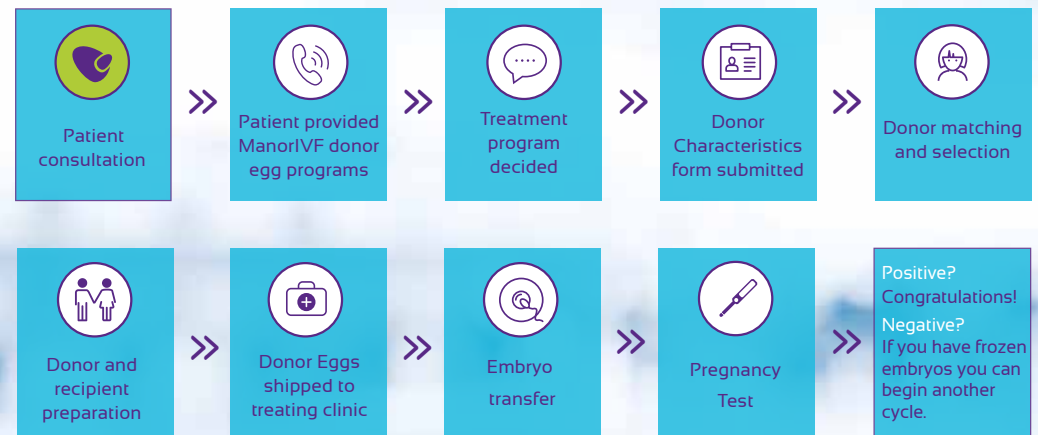 Patient
consultation
Patient provided
ManorIVF donor
egg programs
Treatment
program
decided
Donor
Characteristics
form submitted
Donor matching
and selection
Donor and
recipient
preparation
Donor Eggs
shipped to
treating clinic
Embryo
transfer
Pregnancy
Test
Positive?
Congratulations!
Negative?
If you have frozen
embryos you can
begin another
cycle.